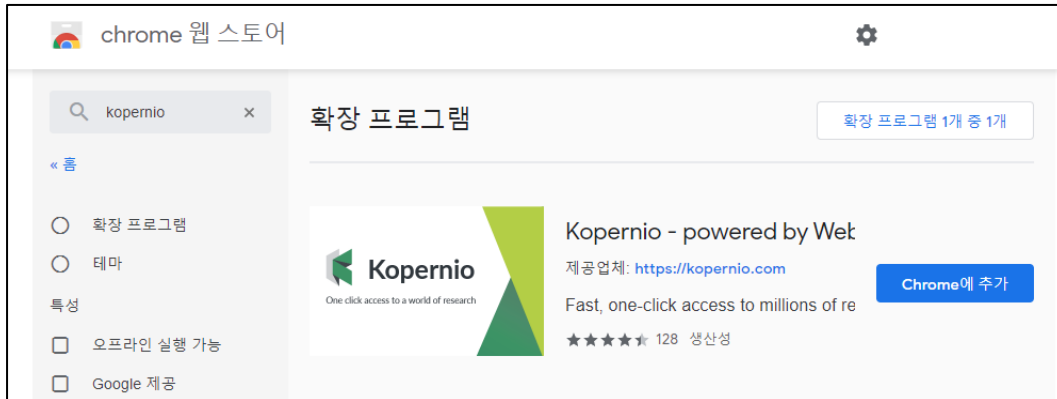 chrome 웹 스토어
kopernio ×
« 홈
확장 프로그램
테마
특성
오프라인 실행 가능
Google 제공
확장 프로그램
확장 프로그램 1개 중 1개
Kopernio
One click access to a world of research
Kopernio - powered by Web
제공업체: https://kopernio.com
Fast, one-click access to millions of re
128 생산성
Chrome에 추가